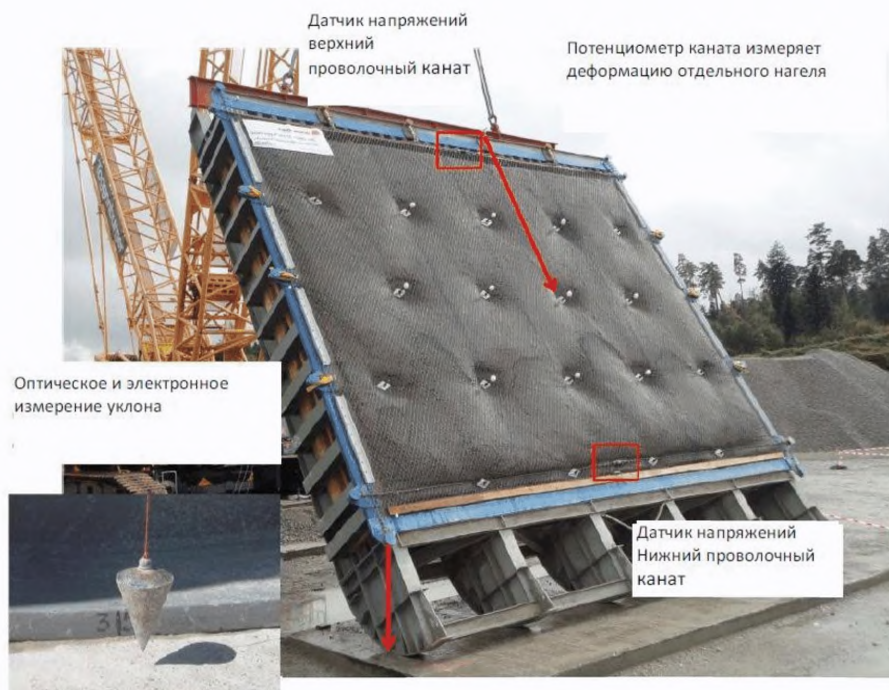 Датчик напряжений
верхний
проволочный канат
Потенциометр каната измеряет
деформацию отдельного нагеля
Оптическое и электронное
измерение уклона
Датчик напряжений
Нижний проволочный
канат